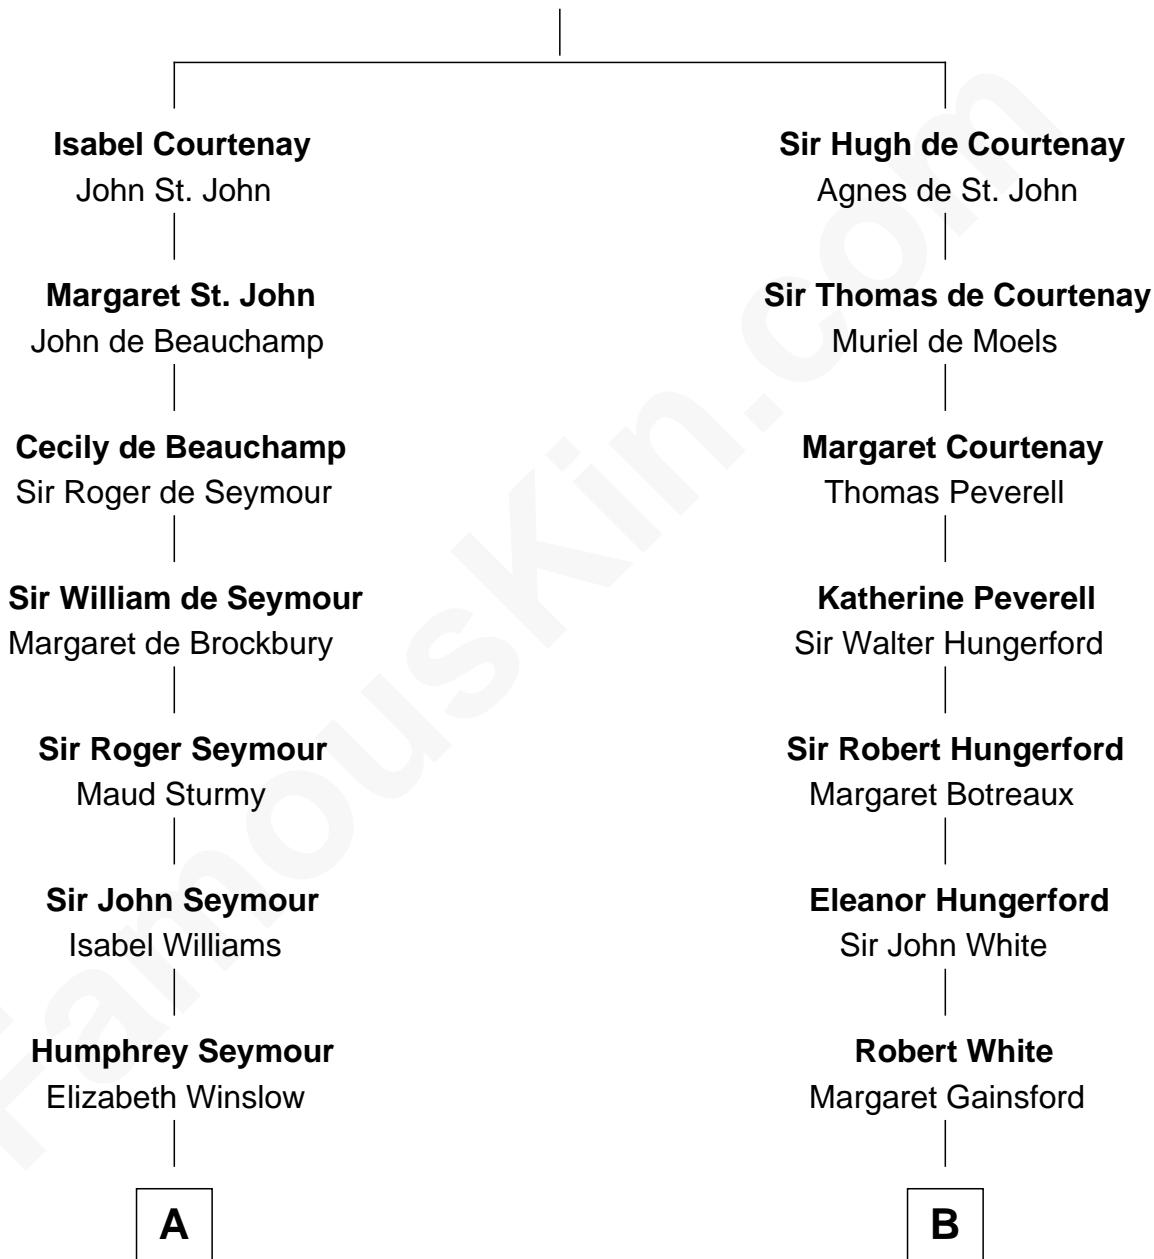 Isabel Courtenay
John St. John
Margaret St. John
John de Beauchamp
Cecily de Beauchamp
Sir Roger de Seymour
Sir William de Seymour
Margaret de Brockbury
Sir Roger Seymour
Maud Sturmy
Sir John Seymour
Isabel Williams
Humphrey Seymour
Elizabeth Winslow
A
Sir Hugh de Courtenay
Agnes de St. John
Sir Thomas de Courtenay
Muriel de Moels
Margaret Courtenay
Thomas Peverell
Katherine Peverell
Sir Walter Hungerford
Sir Robert Hungerford
Margaret Botreaux
Eleanor Hungerford
Sir John White
Robert White
Margaret Gainsford
B
FamousKin.com